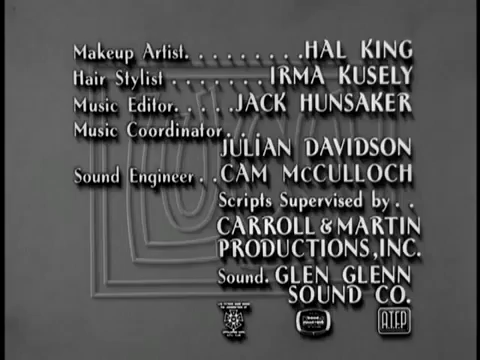 Makeup Artist. . . . . . . . HAL KING
Hair Stylist . . . . . . . IRMA KUSELY
Music Editor. . . . . JACK HUNSAKER
Music Coordinator. . .
JULIAN DAVIDSON
Sound Engineer . . CAM McCULLOCH
Scripts Supervised by . .
CARROLL & MARTIN
PRODUCTIONS, INC.
Sound. GLEN GLENN
SOUND CO.
A.T.F.P.